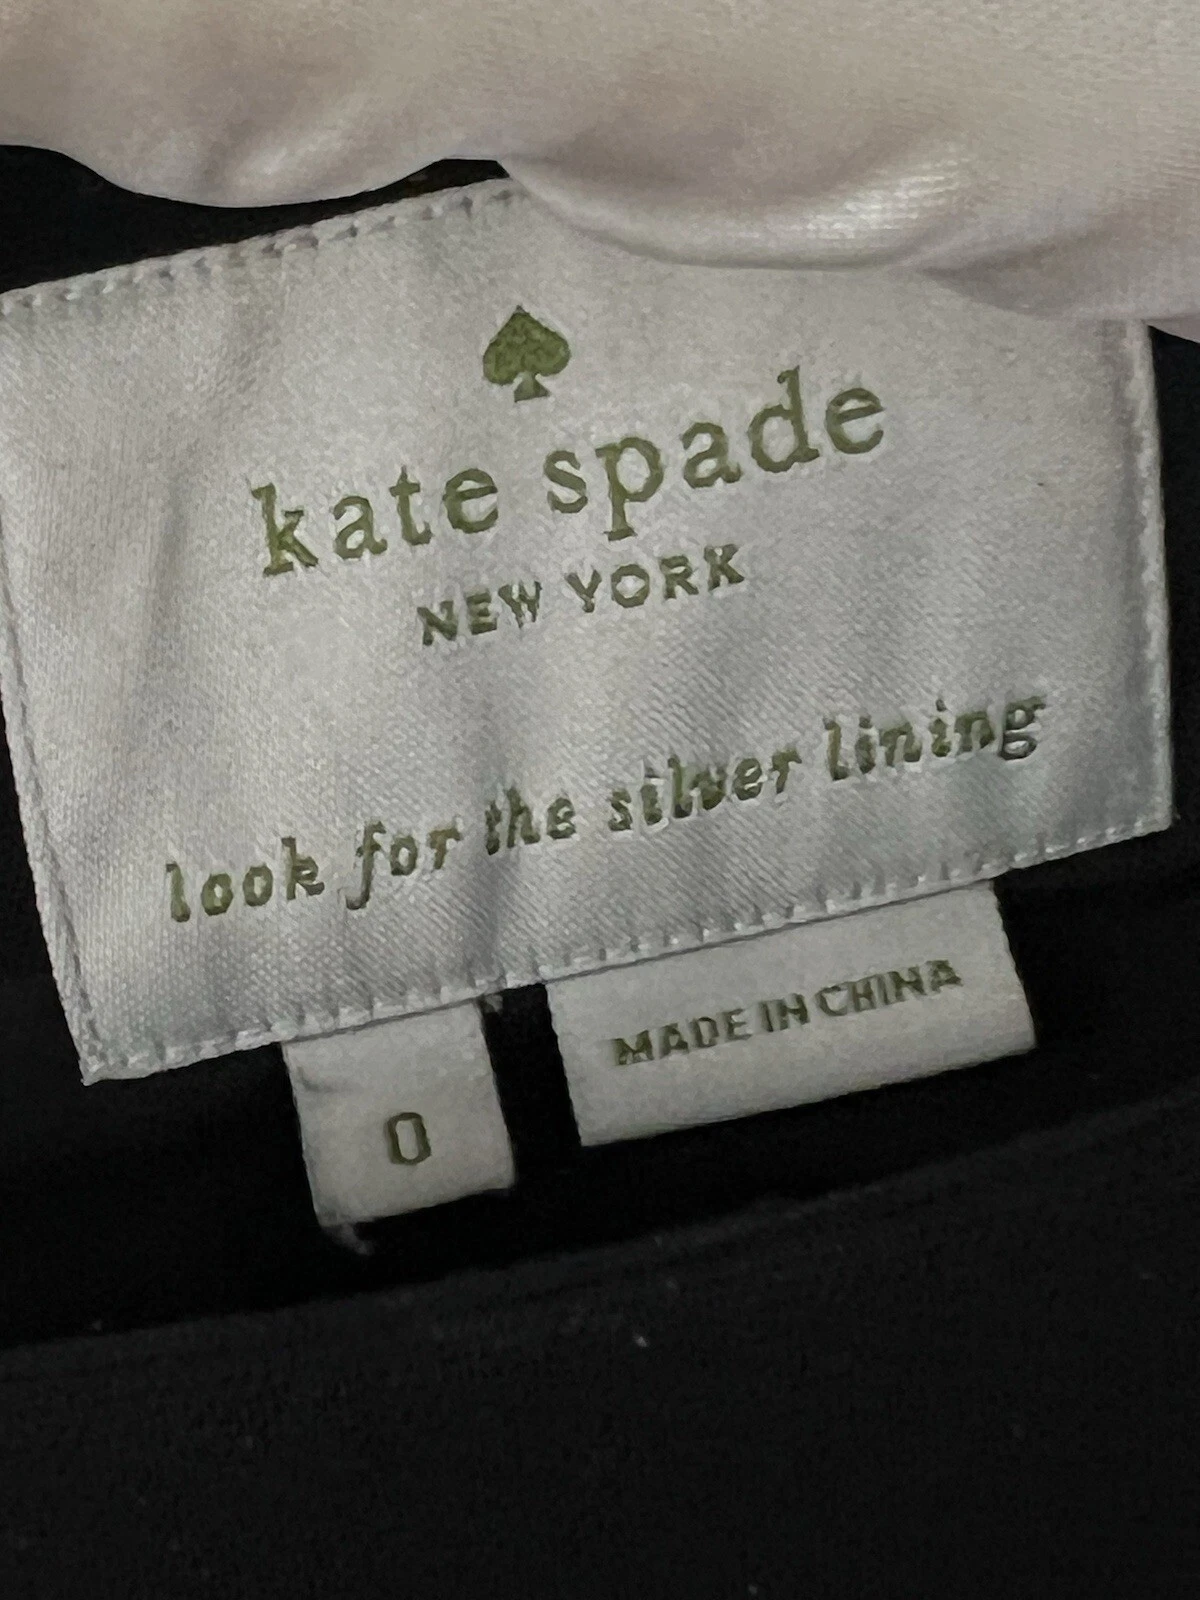 kate spade
NEW YORK
look for the silver lining
MADE IN CHINA
0